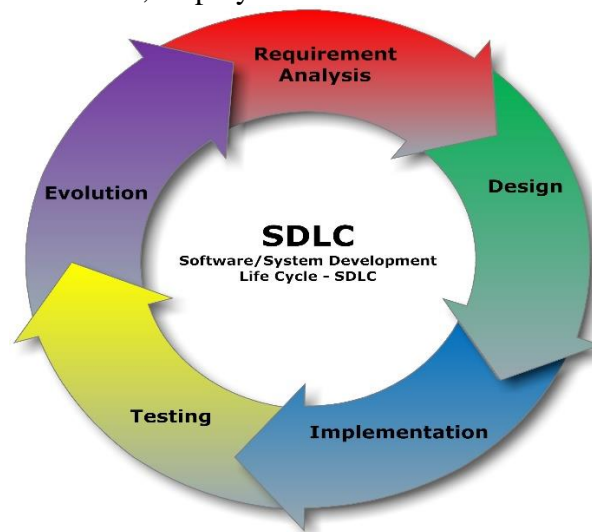 Requirement
Analysis
Design
Evolution
SDLC
Software/System Development
Life Cycle - SDLC
Testing
Implementation